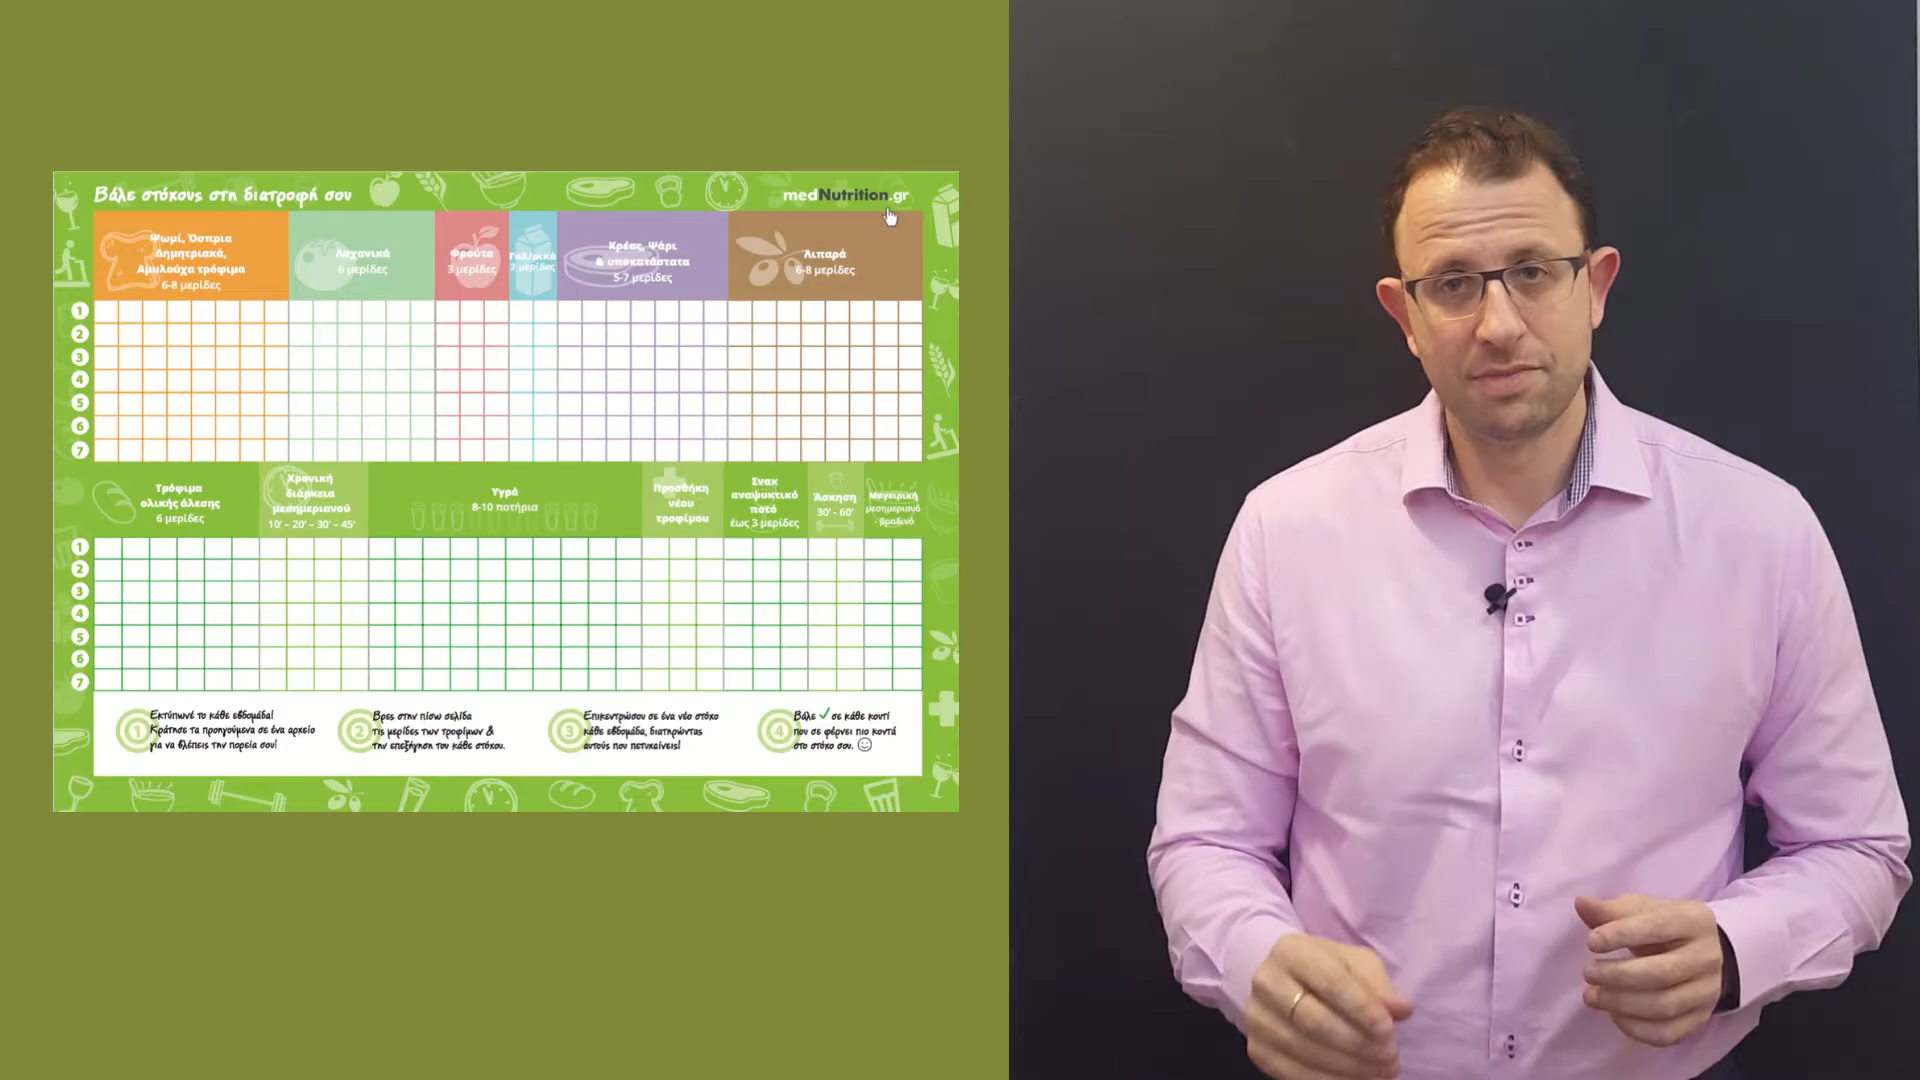 Βάλε στόχους στη διατροφή σου
medNutrition.gr
Ψωμί, Όσπρια
Δημητριακά,
Αμυλούχα τρόφιμα
6-8 μερίδες
Λαχανικά
6 μερίδες
Φρούτα
3 μερίδες
Γαλ/μικά
2 μερίδες
Κρέας, Ψάρι
& υποκατάστατα
5-7 μερίδες
Λιπαρά
6-8 μερίδες
1
2
3
4
5
6
7
Τρόφιμα
ολικής άλεσης
6 μερίδες
Χρονική
διάρκεια
μεσημεριανού
10' – 20' – 30' – 45'
Υγρά
8-10 ποτήρια
Προσθήκη
νέου
τροφίμου
Σνακ
αναψυκτικό
ποτό
έως 3 μερίδες
Άσκηση
30' - 60'
Μαγειρική
μεσημεριανό
- βραδινό
1
2
3
4
5
6
7
1
Εκτύπωνέ το κάθε εβδομάδα!
Κράτησε τα προηγούμενα σε ένα αρχείο
για να βλέπεις την πορεία σου!
2
Βρες στην πίσω σελίδα
τις μερίδες των τροφίμων &
την επεξήγηση του κάθε στόχου.
3
Επικεντρώσου σε ένα νέο στόχο
κάθε εβδομάδα, διατηρώντας
αυτούς που πετυχαίνεις!
4
Βάλε ✓ σε κάθε κουτί
που σε φέρνει πιο κοντά
στο στόχο σου. ☺